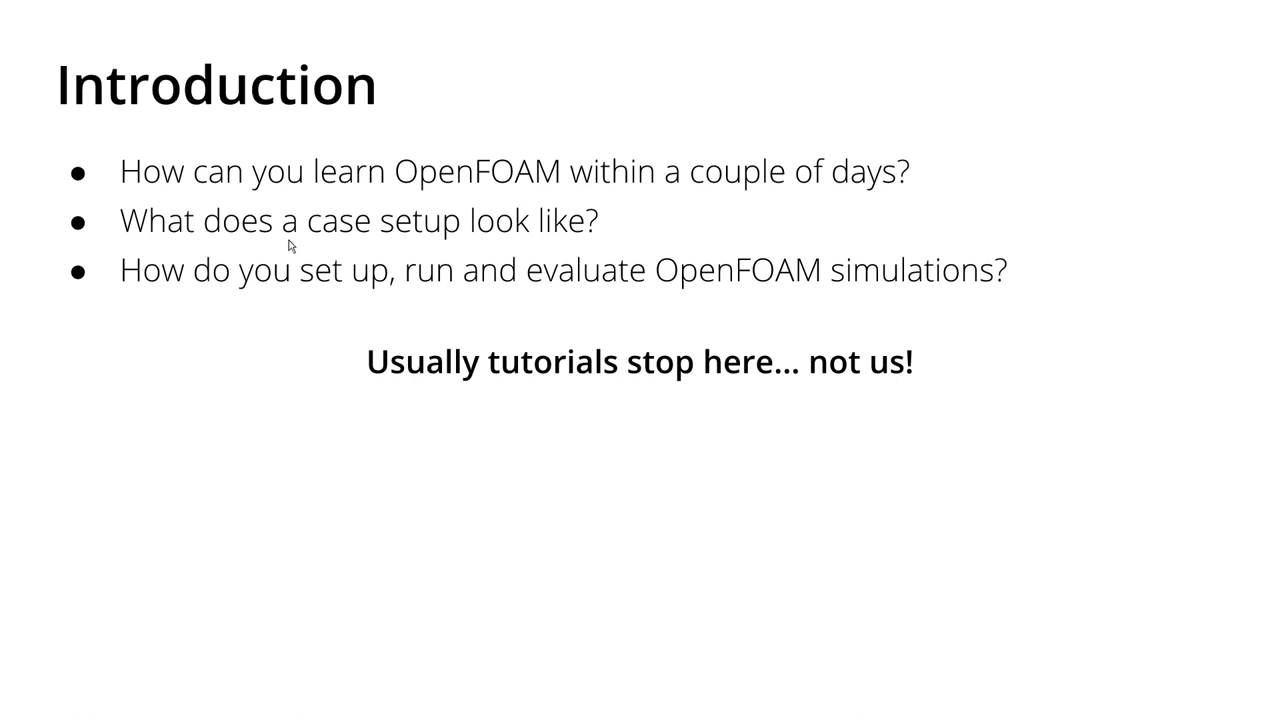 Introduction
● How can you learn OpenFOAM within a couple of days?
● What does a case setup look like?
● How do you set up, run and evaluate OpenFOAM simulations?
Usually tutorials stop here... not us!